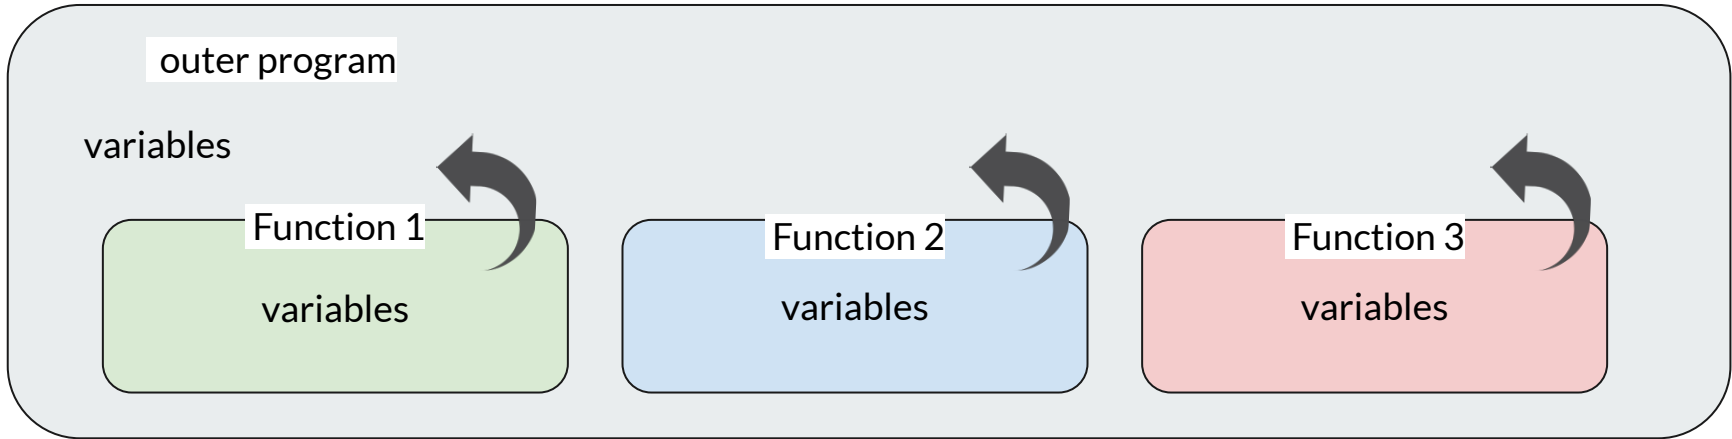 outer program
variables
Function 1
Function 2
Function 3
variables
variables
variables